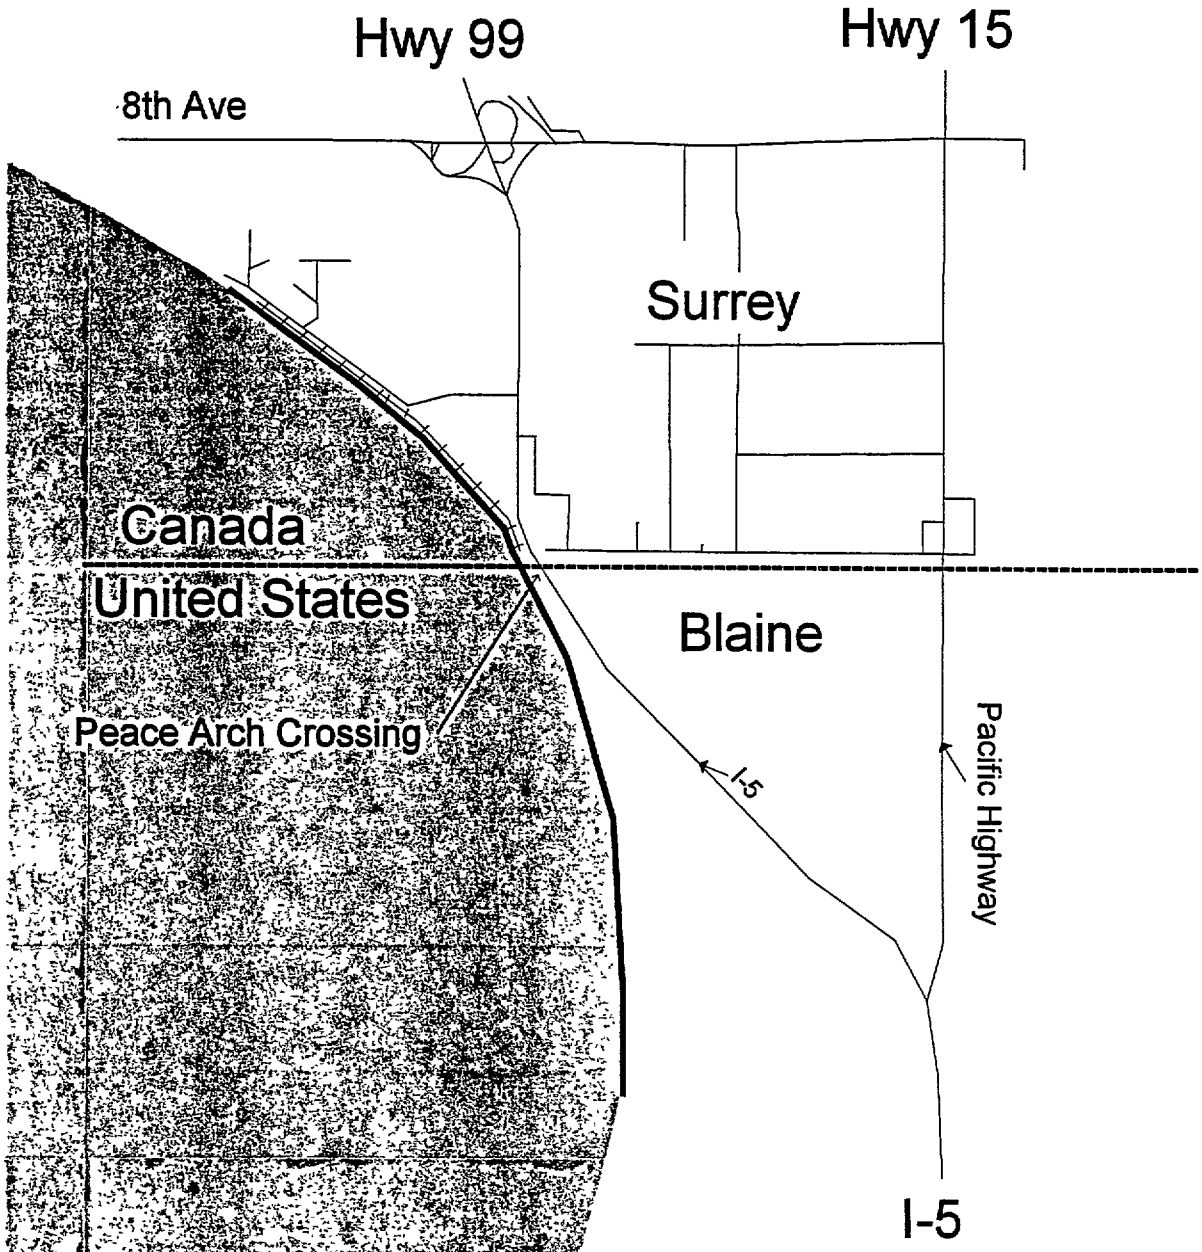 Hwy 99
Hwy 15
8th Ave
Surrey
Canada
United States
Blaine
Peace Arch Crossing
I-5
Pacific Highway
I-5